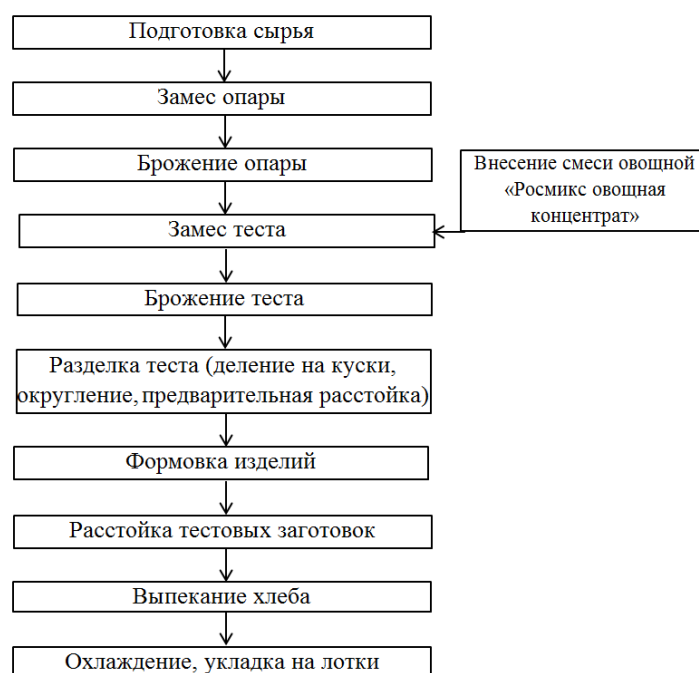 Подготовка сырья
Замес опары
Брожение опары
Внесение смеси овощной
«Росмикс овощная
концентрат»
Замес теста
Брожение теста
Разделка теста (деление на куски,
округление, предварительная расстойка)
Формовка изделий
Расстойка тестовых заготовок
Выпекание хлеба
Охлаждение, укладка на лотки